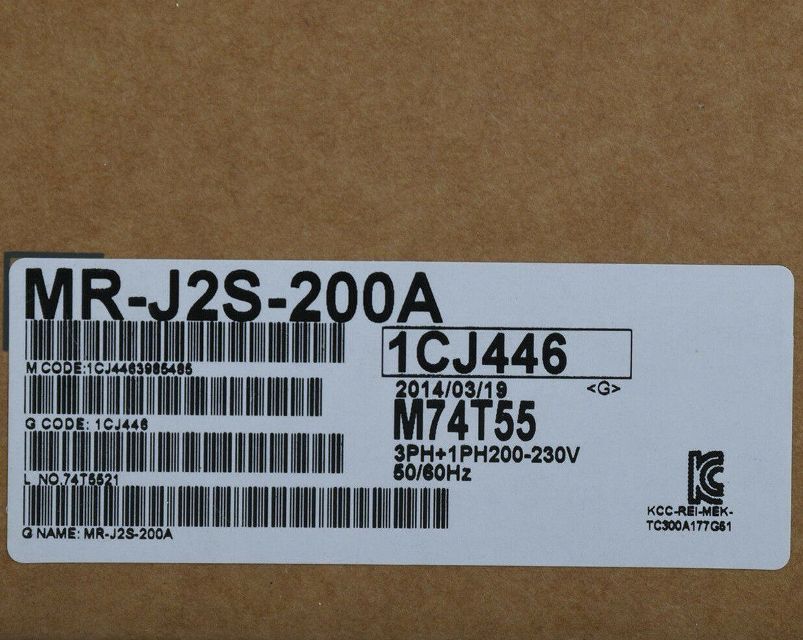 MR-J2S-200A
M CODE:1CJ4463985485
1CJ446
2014/03/19 <G>
G CODE: 1CJ446
M74T55
3PH+1PH200-230V
50/60Hz
L NO.74T5521
G NAME: MR-J2S-200A
KCC-REI-MEK-
TC300A177G51